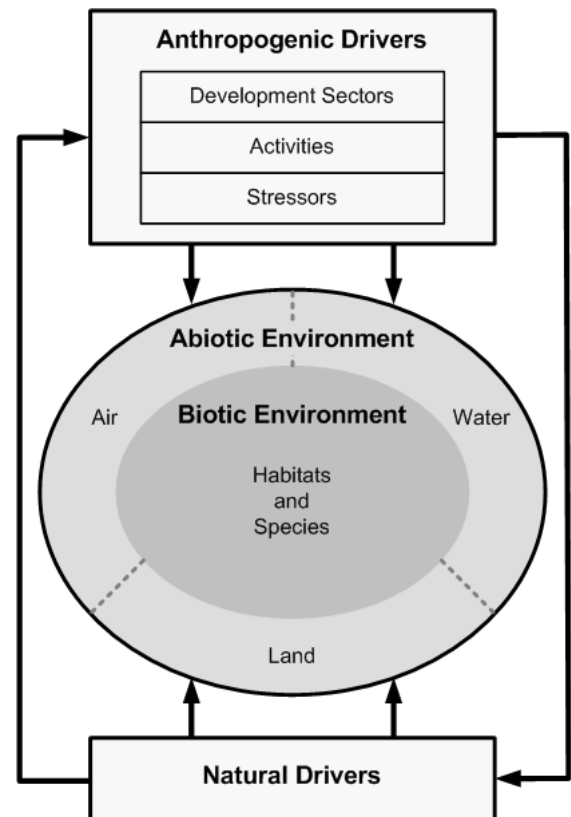 Anthropogenic Drivers
Development Sectors
Activities
Stressors
Abiotic Environment
Biotic Environment
Air
Water
Habitats
and
Species
Land
Natural Drivers